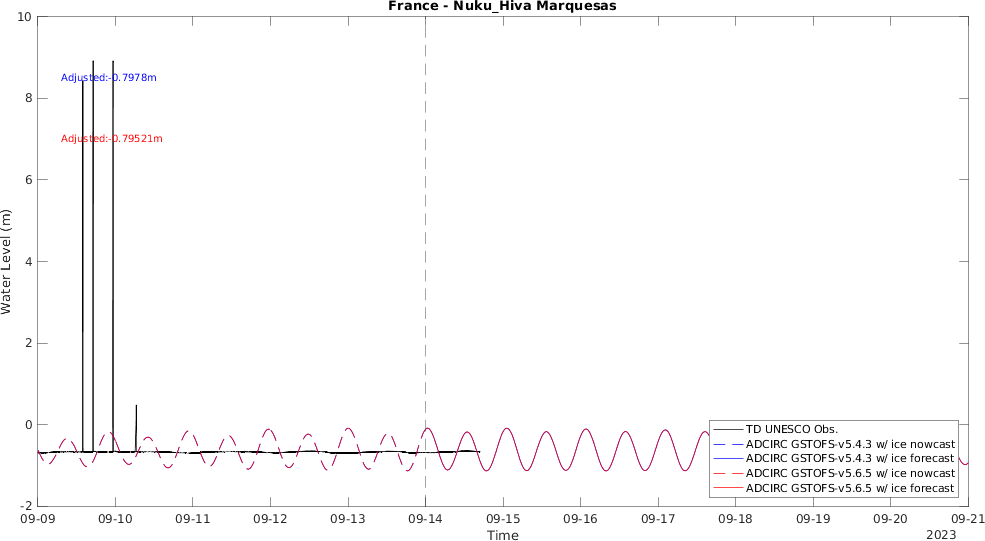 France - Nuku_Hiva Marquesas
10
8
6
4
2
0
-2
Water Level (m)
Adjusted:-0.7978m
Adjusted:-0.79521m
TD UNESCO Obs.
ADCIRC GSTOFS-v5.4.3 w/ ice nowcast
ADCIRC GSTOFS-v5.4.3 w/ ice forecast
ADCIRC GSTOFS-v5.6.5 w/ ice nowcast
ADCIRC GSTOFS-v5.6.5 w/ ice forecast
09-09 09-10 09-11 09-12 09-13 09-14 09-15 09-16 09-17 09-18 09-19 09-20 09-21
Time
2023